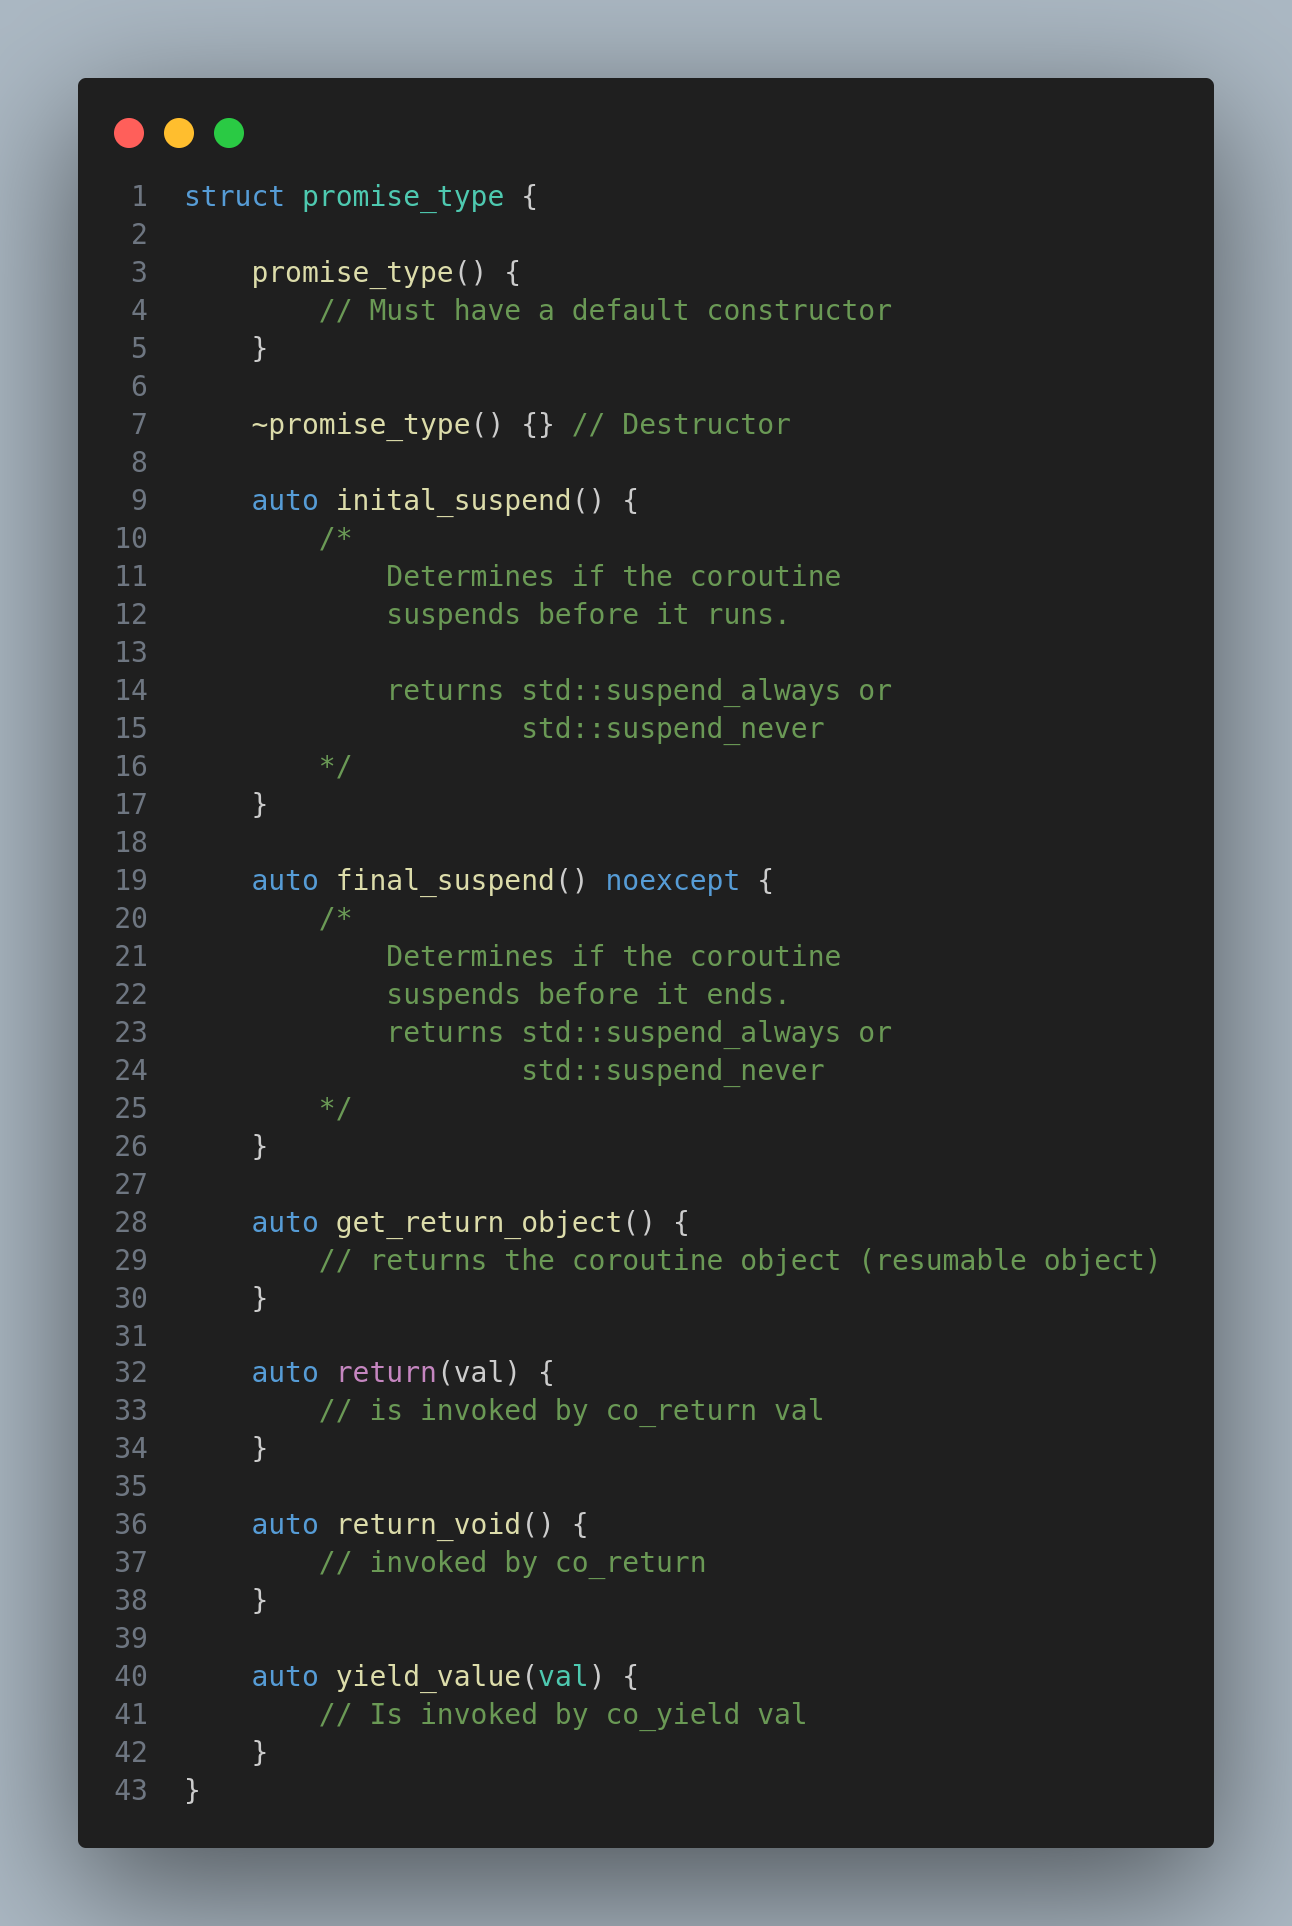 1 struct promise_type {
2
3     promise_type() {
4         // Must have a default constructor
5     }
6
7     ~promise_type() {} // Destructor
8
9     auto inital_suspend() {
10         /*
11             Determines if the coroutine
12             suspends before it runs.
13
14             returns std::suspend_always or
15                     std::suspend_never
16         */
17     }
18
19     auto final_suspend() noexcept {
20         /*
21             Determines if the coroutine
22             suspends before it ends.
23             returns std::suspend_always or
24                     std::suspend_never
25         */
26     }
27
28     auto get_return_object() {
29         // returns the coroutine object (resumable object)
30     }
31
32     auto return(val) {
33         // is invoked by co_return val
34     }
35
36     auto return_void() {
37         // invoked by co_return
38     }
39
40     auto yield_value(val) {
41         // Is invoked by co_yield val
42     }
43 }